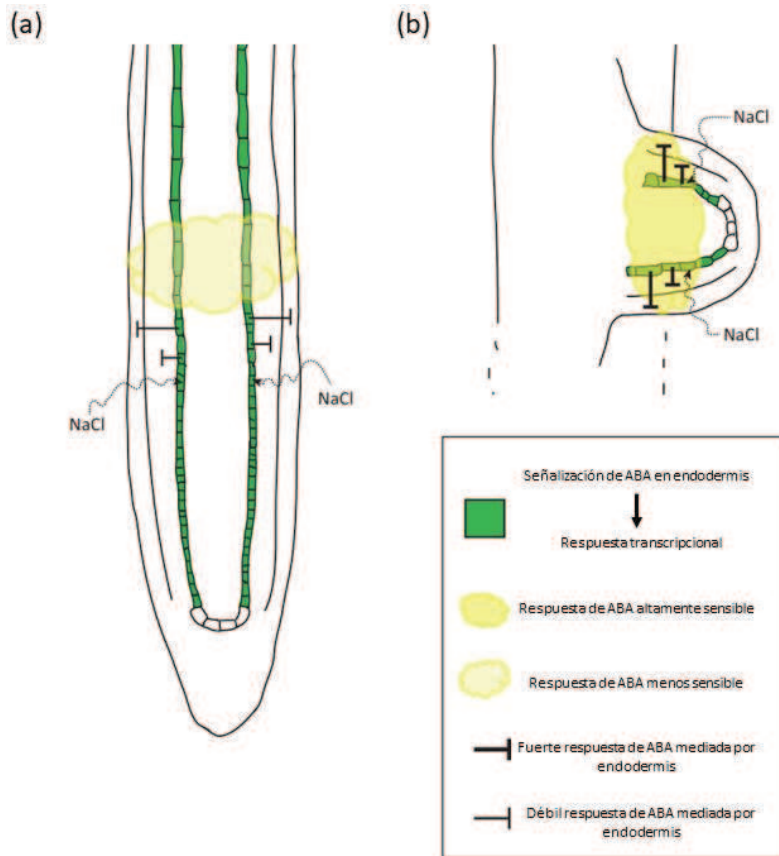 (a)
(b)
NaCl
NaCl
NaCl
NaCl
Señalización de ABA en endodermis
Respuesta transcripcional
Respuesta de ABA altamente sensible
Respuesta de ABA menos sensible
Fuerte respuesta de ABA mediada por
endodermis
Débil respuesta de ABA mediada por
endodermis